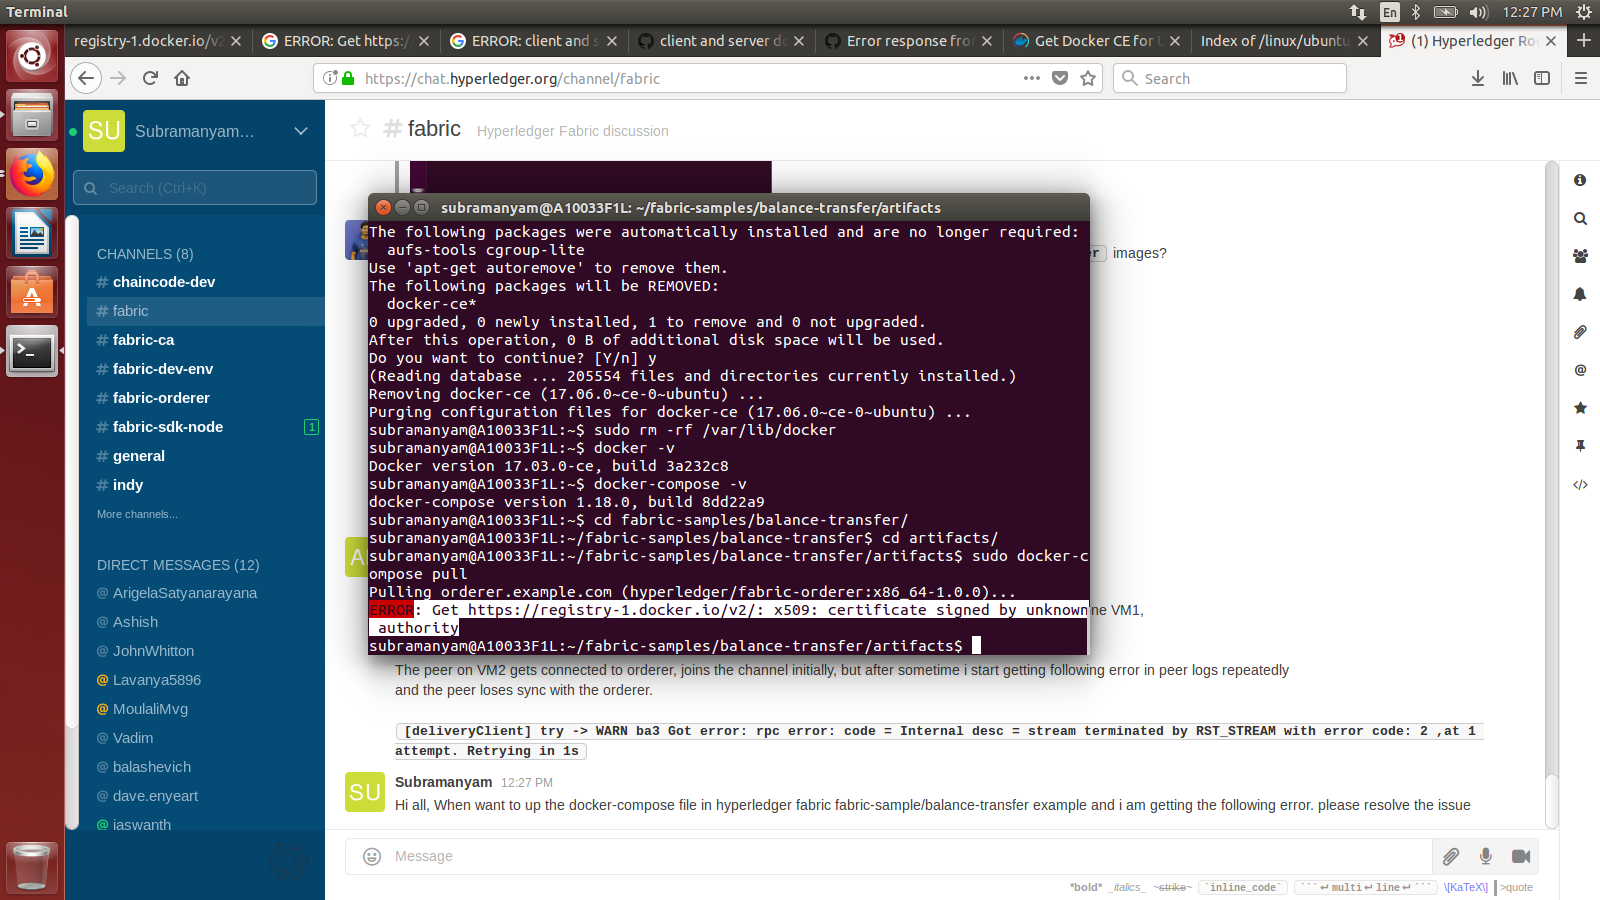 Terminal
En
12:27 PM
registry-1.docker.io/v2
ERROR: Get https:/
ERROR: client and s
client and server do
Error response from
Get Docker CE for U
Index of /linux/ubuntu
(1) Hyperledger Ro
https://chat.hyperledger.org/channel/fabric
Search
SU
Subramanyam...
Search (Ctrl+K)
CHANNELS (8)
# chaincode-dev
# fabric
# fabric-ca
# fabric-dev-env
# fabric-orderer
# fabric-sdk-node 1
# general
# indy
More channels...
DIRECT MESSAGES (12)
@ ArigelaSatyanarayana
@ Ashish
@ JohnWhitton
@ Lavanya5896
@ MoulaliMvg
@ Vadim
@ balashevich
@ dave.enyeart
@ jaswanth
# fabric Hyperledger Fabric discussion
er images?
subramanyam@A10033F1L: ~/fabric-samples/balance-transfer/artifacts
The following packages were automatically installed and are no longer required:
aufs-tools cgroup-lite
Use 'apt-get autoremove' to remove them.
The following packages will be REMOVED:
docker-ce*
0 upgraded, 0 newly installed, 1 to remove and 0 not upgraded.
After this operation, 0 B of additional disk space will be used.
Do you want to continue? [Y/n] y
(Reading database ... 205554 files and directories currently installed.)
Removing docker-ce (17.06.0~ce-0~ubuntu) ...
Purging configuration files for docker-ce (17.06.0~ce-0~ubuntu) ...
subramanyam@A10033F1L:~$ sudo rm -rf /var/lib/docker
subramanyam@A10033F1L:~$ docker -v
Docker version 17.03.0-ce, build 3a232c8
subramanyam@A10033F1L:~$ docker-compose -v
docker-compose version 1.18.0, build 8dd22a9
subramanyam@A10033F1L:~$ cd fabric-samples/balance-transfer/
subramanyam@A10033F1L:~/fabric-samples/balance-transfer$ cd artifacts/
subramanyam@A10033F1L:~/fabric-samples/balance-transfer/artifacts$ sudo docker-c
ompose pull
Pulling orderer.example.com (hyperledger/fabric-orderer:x86_64-1.0.0)...
ERROR: Get https://registry-1.docker.io/v2/: x509: certificate signed by unknown
authority
subramanyam@A10033F1L:~/fabric-samples/balance-transfer/artifacts$
ne VM1,
The peer on VM2 gets connected to orderer, joins the channel initially, but after sometime i start getting following error in peer logs repeatedly
and the peer loses sync with the orderer.
[deliveryClient] try -> WARN ba3 Got error: rpc error: code = Internal desc = stream terminated by RST_STREAM with error code: 2 ,at 1
attempt. Retrying in 1s
SU
Subramanyam 12:27 PM
Hi all, When want to up the docker-compose file in hyperledger fabric fabric-sample/balance-transfer example and i am getting the following error. please resolve the issue
Message
*bold* _italics_ ~strike~ `inline_code` ```↵multi↵line↵``` \[KaTeX\] >quote